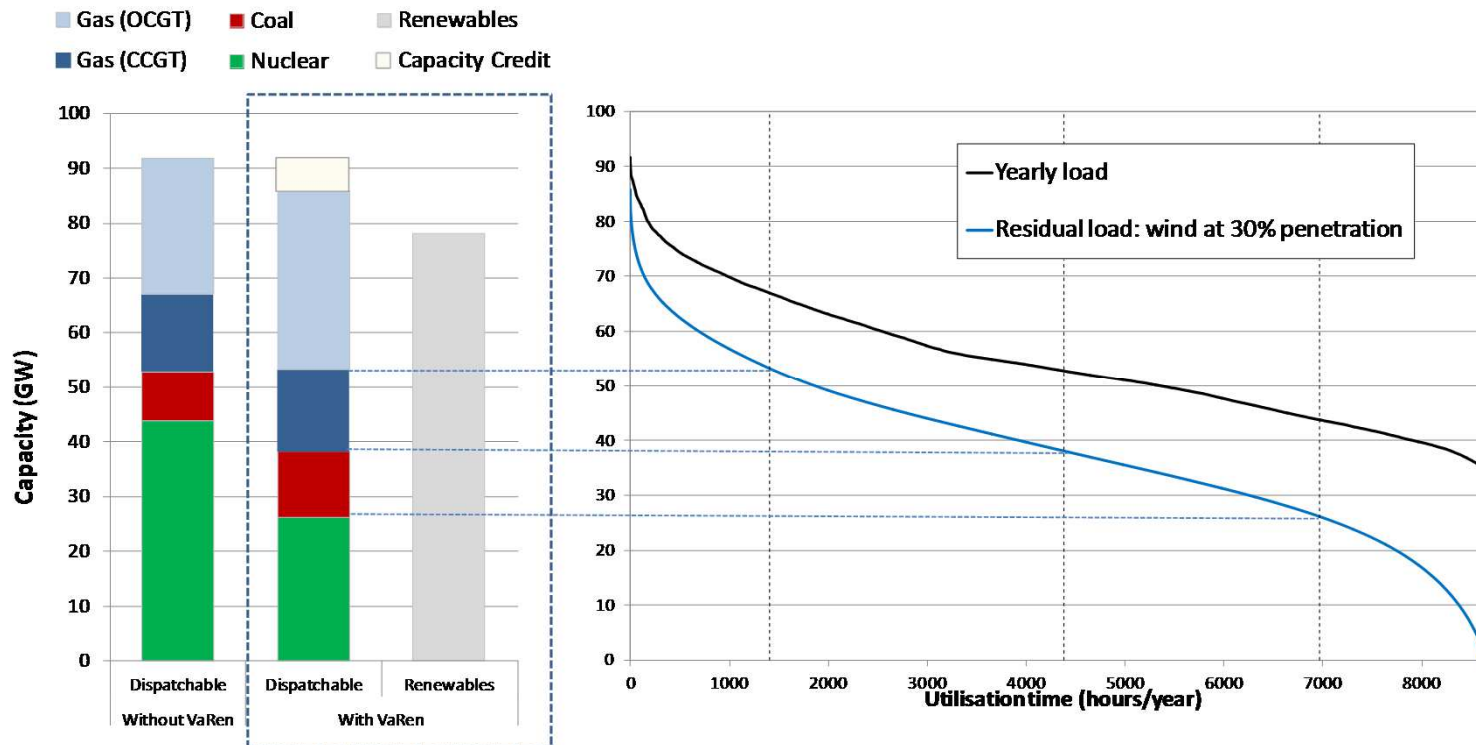 Gas (OCGT) Coal Renewables
Gas (CCGT) Nuclear Capacity Credit
Capacity (GW)
100
90
80
70
60
50
40
30
20
10
0
Dispatchable Dispatchable Renewables
Without VaRen With VaRen
100
90
80
70
60
50
40
30
20
10
0
Yearly load
Residual load: wind at 30% penetration
0 1000 2000 3000 4000 5000 6000 7000 8000
Utilisation time (hours/year)